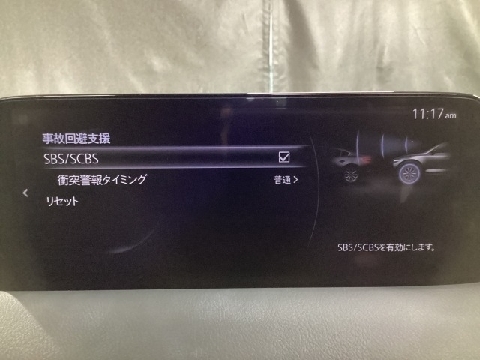 11:17am
事故回避支援
SBS/SCBS
衝突警報タイミング
普通
リセット
SBS/SCBSを有効にします。